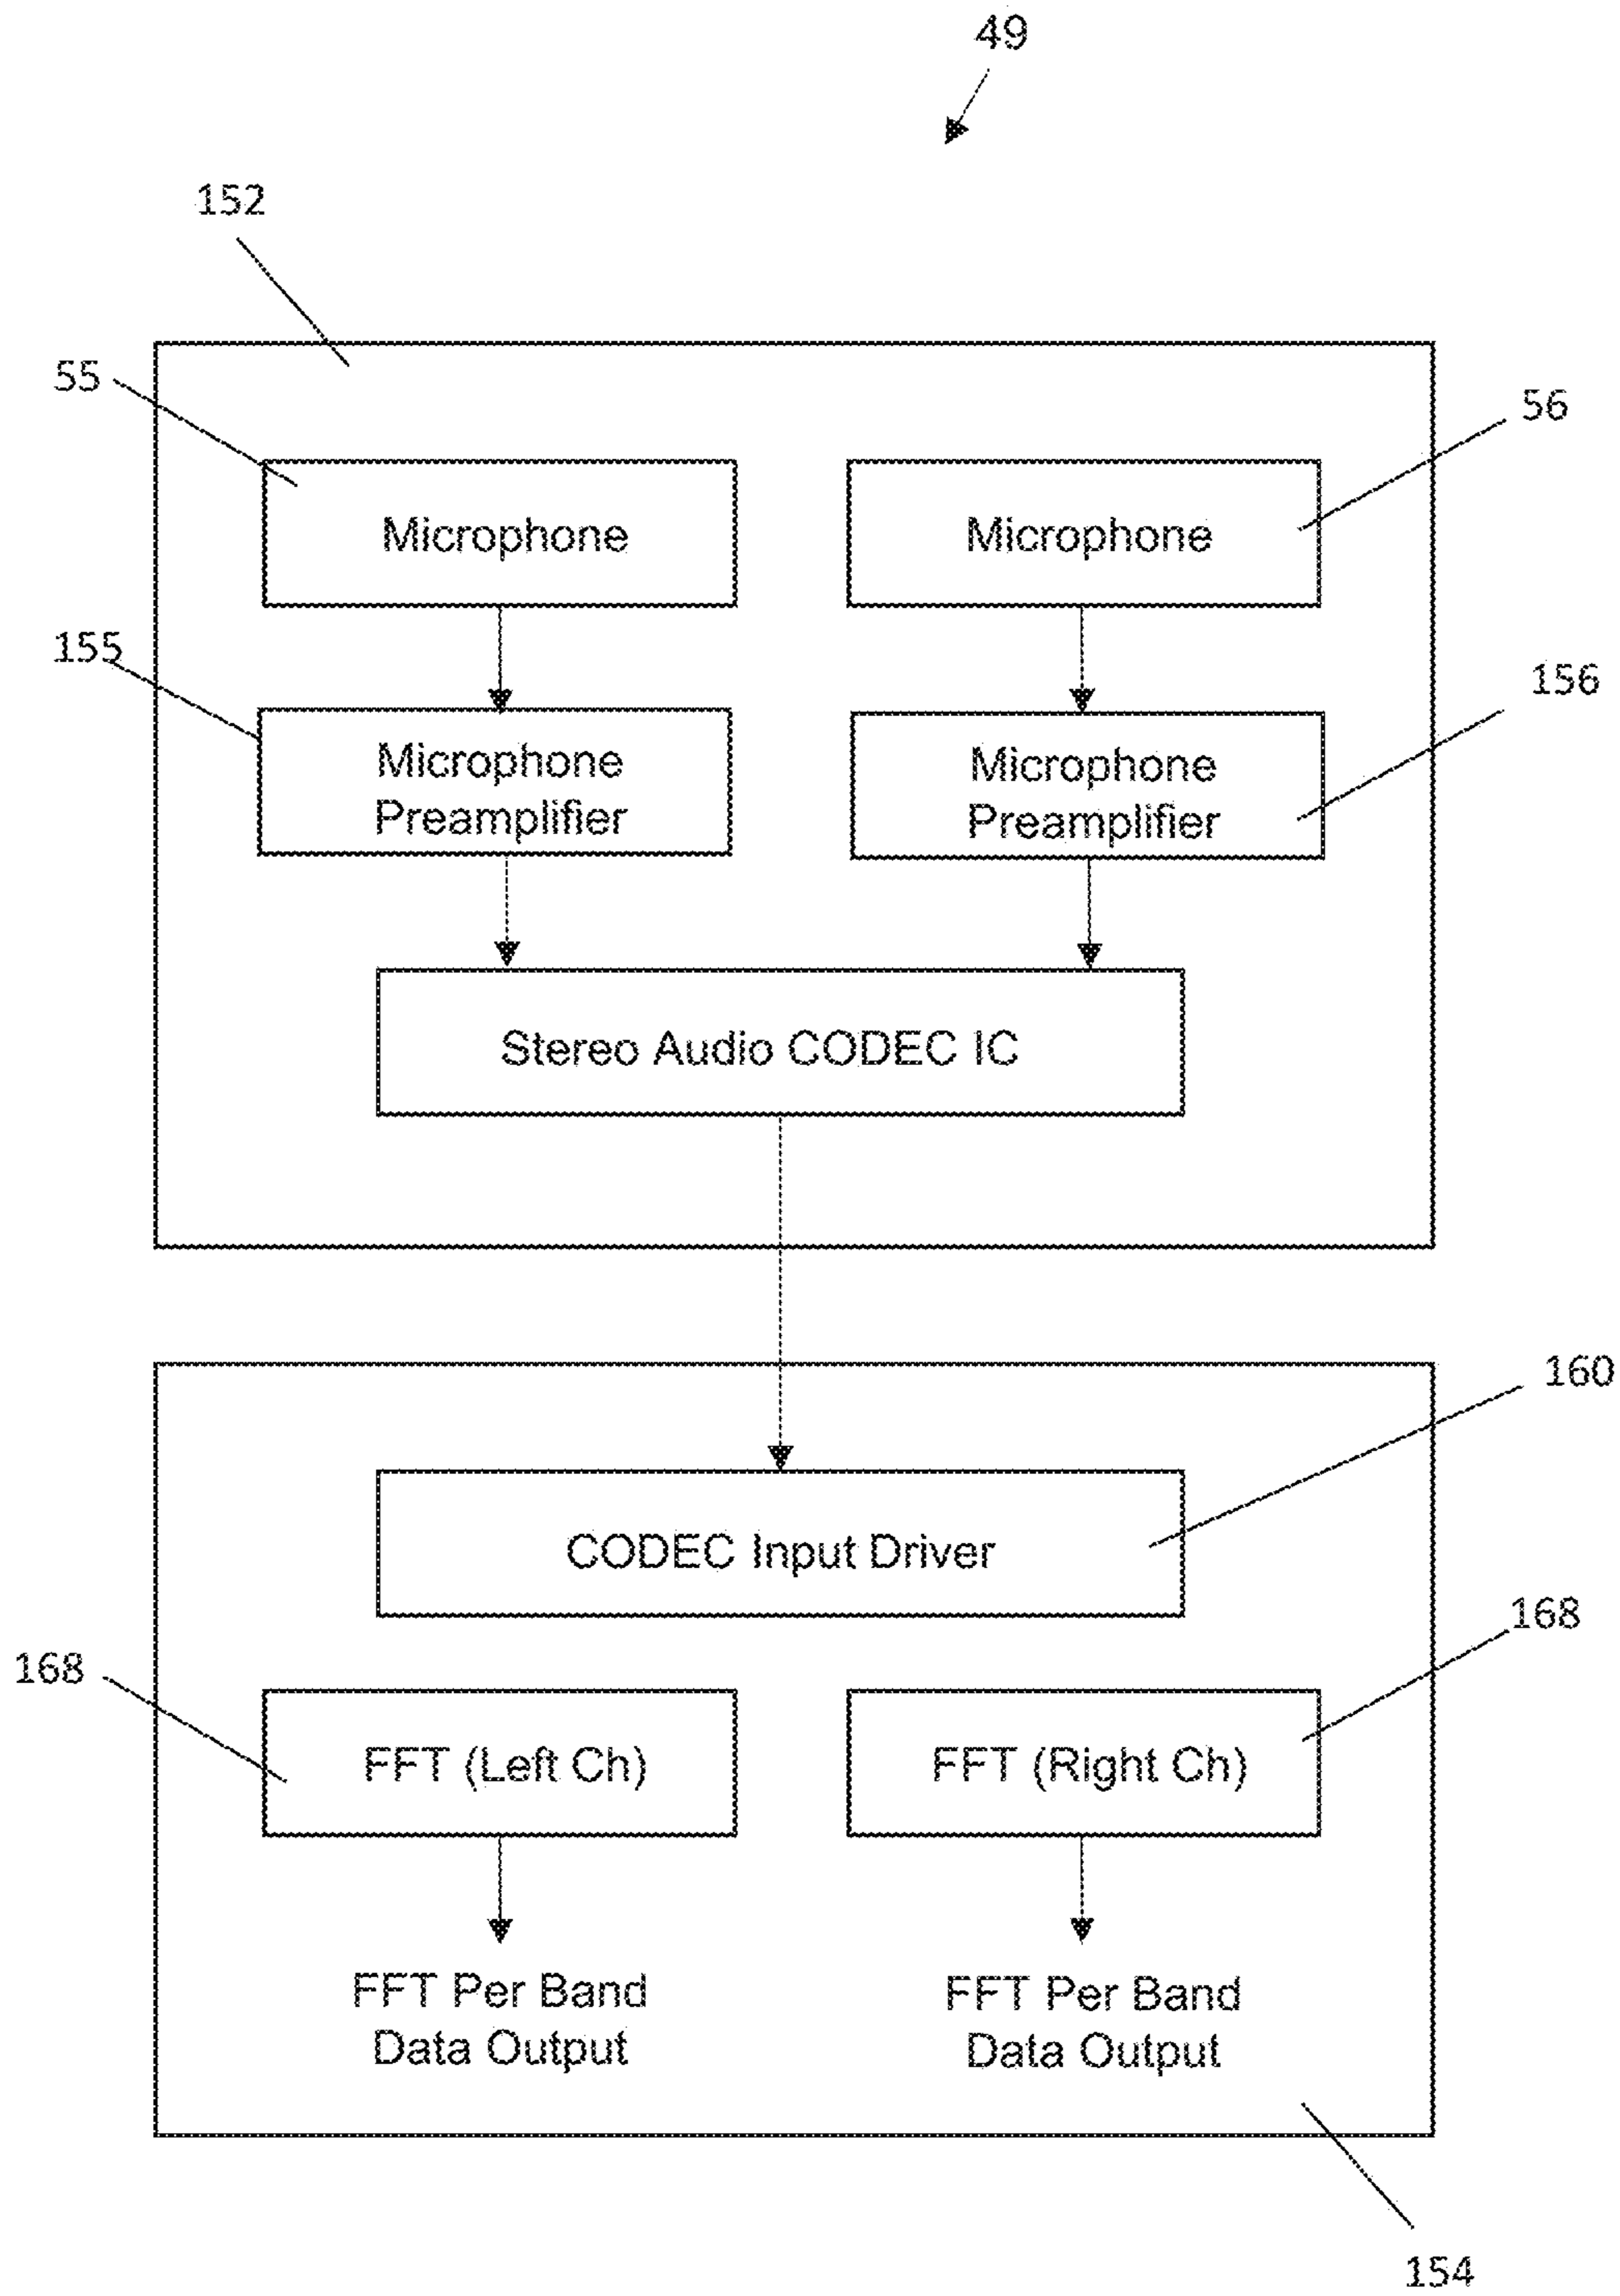 49
152
55
56
Microphone
Microphone
155
156
Microphone
Preamplifier
Microphone
Preamplifier
Stereo Audio CODEC IC
160
CODEC Input Driver
168
168
FFT (Left Ch)
FFT (Right Ch)
FFT Per Band
Data Output
FFT Per Band
Data Output
154